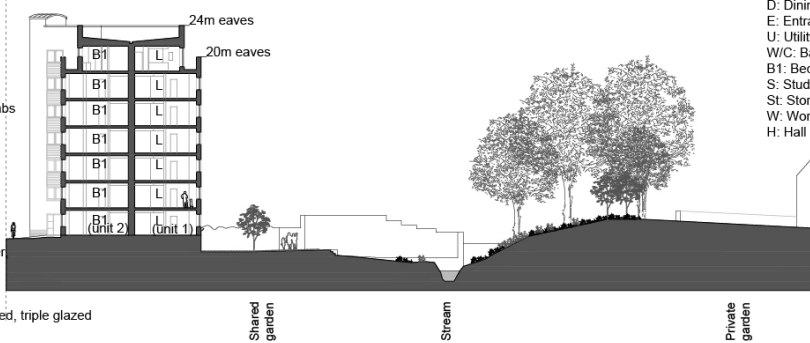 24m eaves
20m eaves
B1 L
B1 L
B1 L
B1 L
B1 L
B1 L
B1 L
(unit 2) (unit 1)
D: Dinin
E: Entra
U: Utility
W/C: Ba
B1: Bed
S: Stud
St: Stor
W: Wor
H: Hall
ed, triple glazed
Shared
garden
Stream
Private
garden